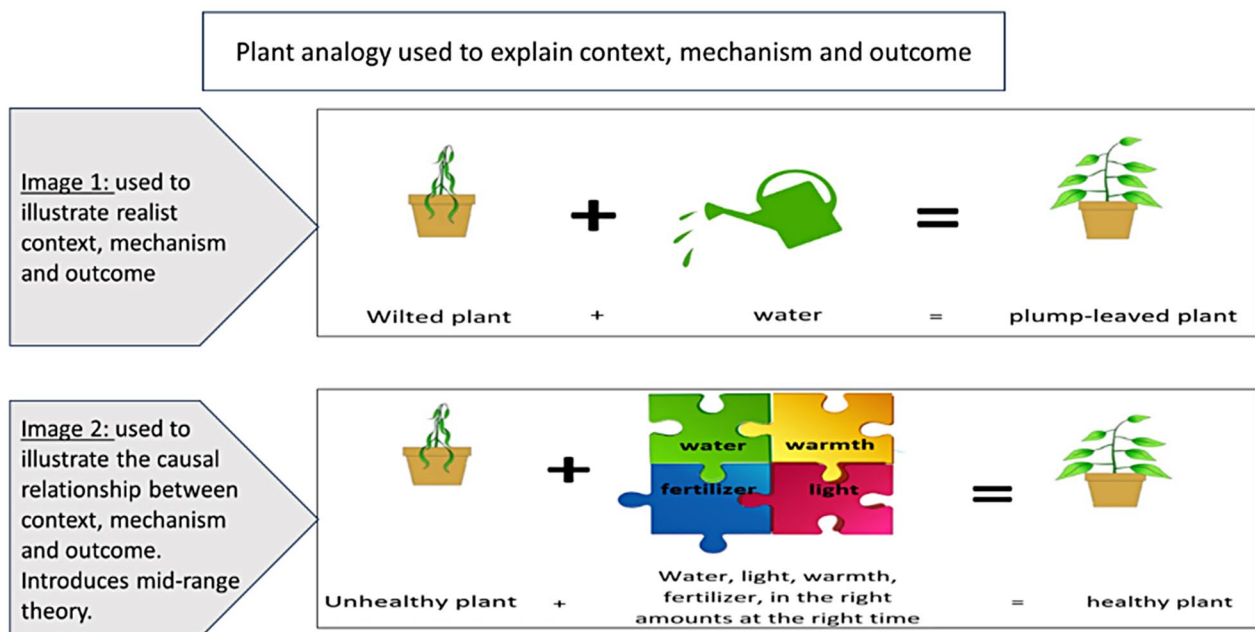 Plant analogy used to explain context, mechanism and outcome
Image 1: used to
illustrate realist
context, mechanism
and outcome
Wilted plant + water = plump-leaved plant
Image 2: used to
illustrate the causal
relationship between
context, mechanism
and outcome.
Introduces mid-range
theory.
water warmth
fertilizer light
Unhealthy plant + Water, light, warmth,
fertilizer, in the right
amounts at the right time
= healthy plant